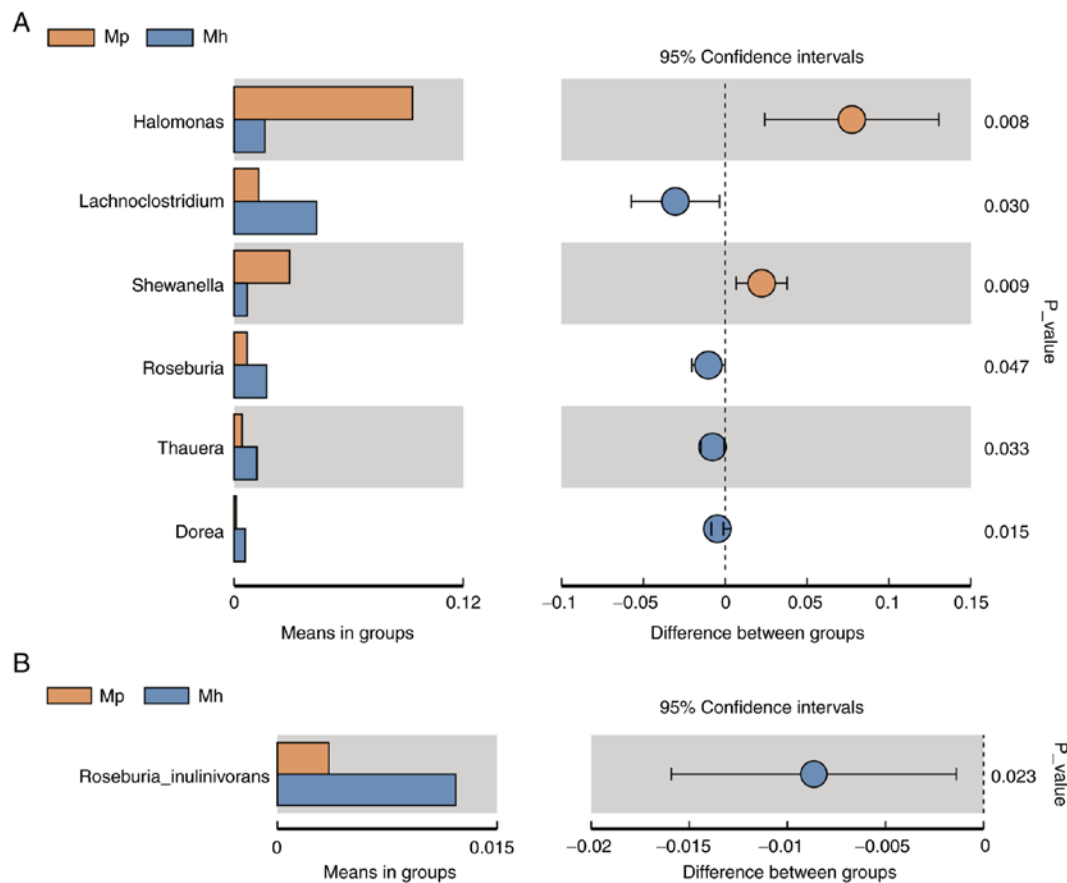 A
Mp Mh
95% Confidence intervals
Halomonas 0.008
Lachnoclostridium 0.030
Shewanella 0.009
Roseburia 0.047
Thauera 0.033
Dorea 0.015
P_value
0 0.12 −0.1 −0.05 0 0.05 0.1 0.15
Means in groups Difference between groups
B
Mp Mh
95% Confidence intervals
Roseburia_inulinivorans 0.023
P_value
0 0.015 −0.02 −0.015 −0.01 −0.005 0
Means in groups Difference between groups